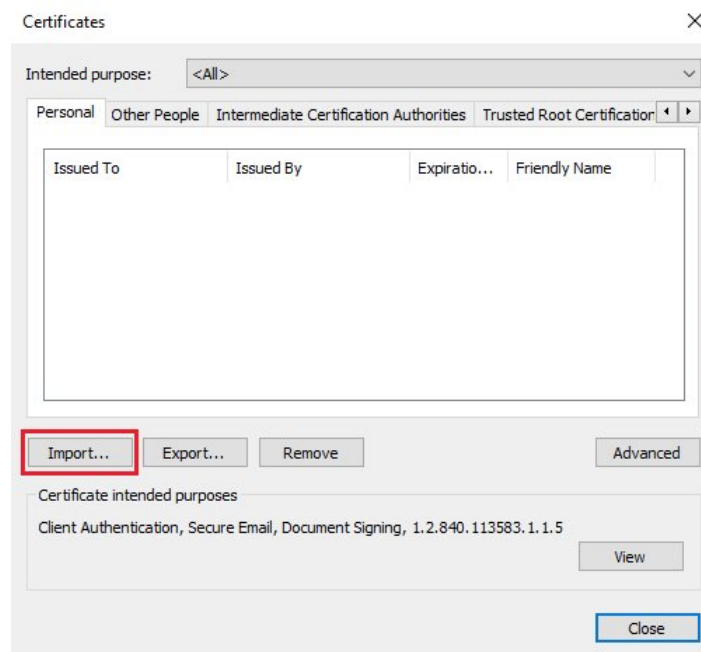 Certificates
Intended purpose: <All>
Personal Other People Intermediate Certification Authorities Trusted Root Certification
Issued To Issued By Expiratio... Friendly Name
Import... Export... Remove Advanced
Certificate intended purposes
Client Authentication, Secure Email, Document Signing, 1.2.840.113583.1.1.5
View
Close